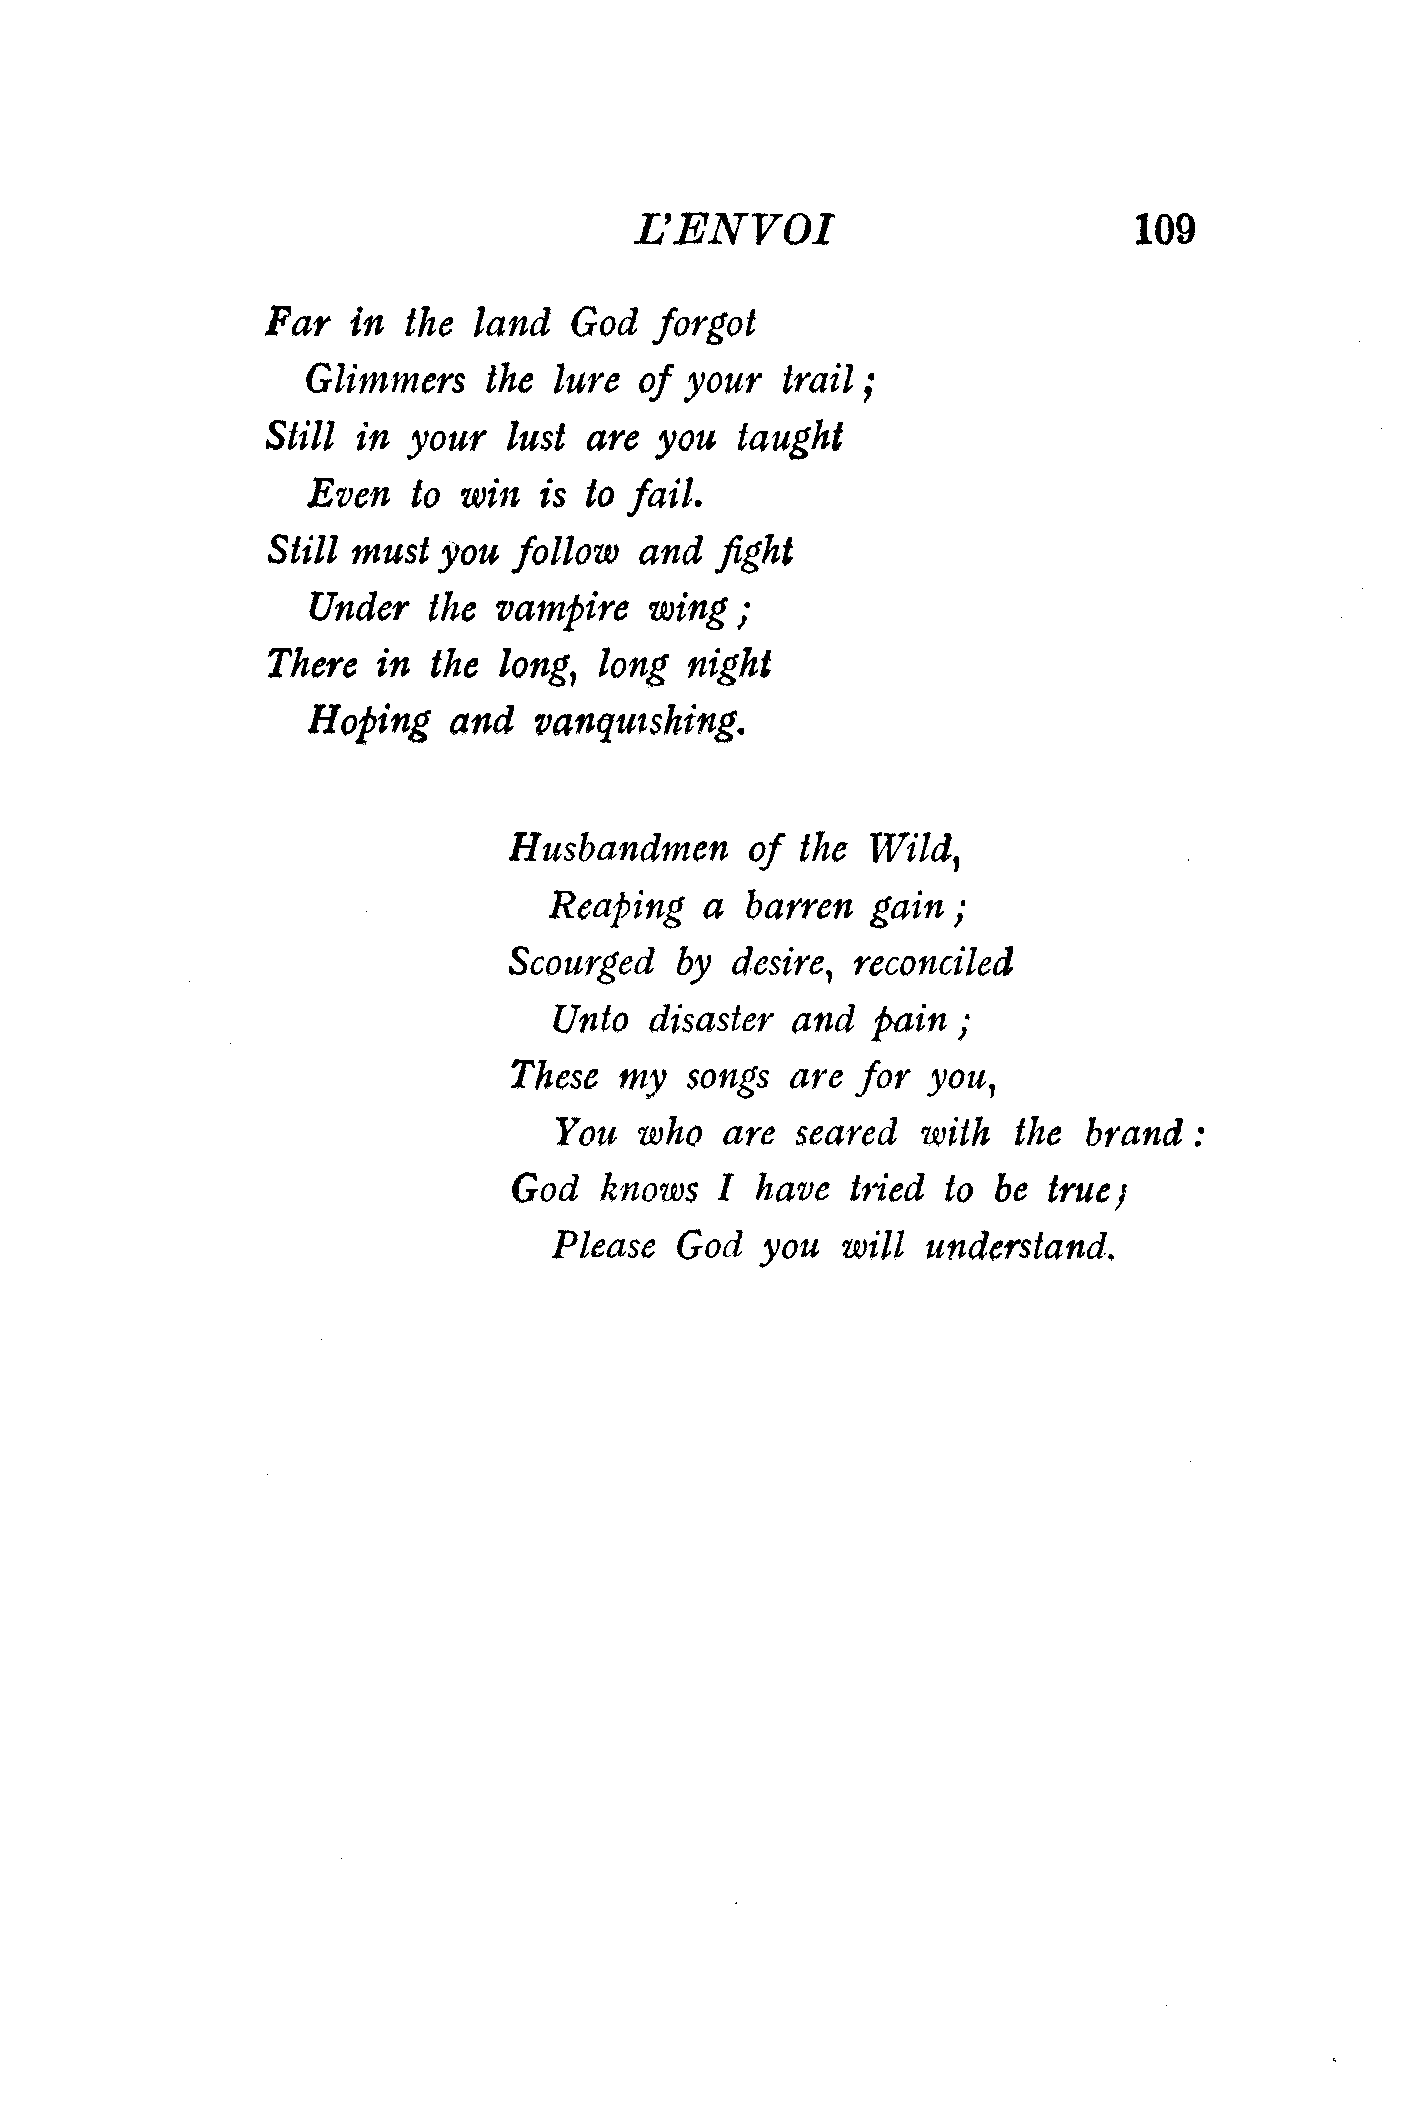 L'ENVOI 109
Far in the land God forgot
Glimmers the lure of your trail;
Still in your lust are you taught
Even to win is to fail.
Still must you follow and fight
Under the vampire wing;
There in the long, long night
Hoping and vanquishing.
Husbandmen of the Wild,
Reaping a barren gain;
Scourged by desire, reconciled
Unto disaster and pain;
These my songs are for you,
You who are seared with the brand:
God knows I have tried to be true;
Please God you will understand.